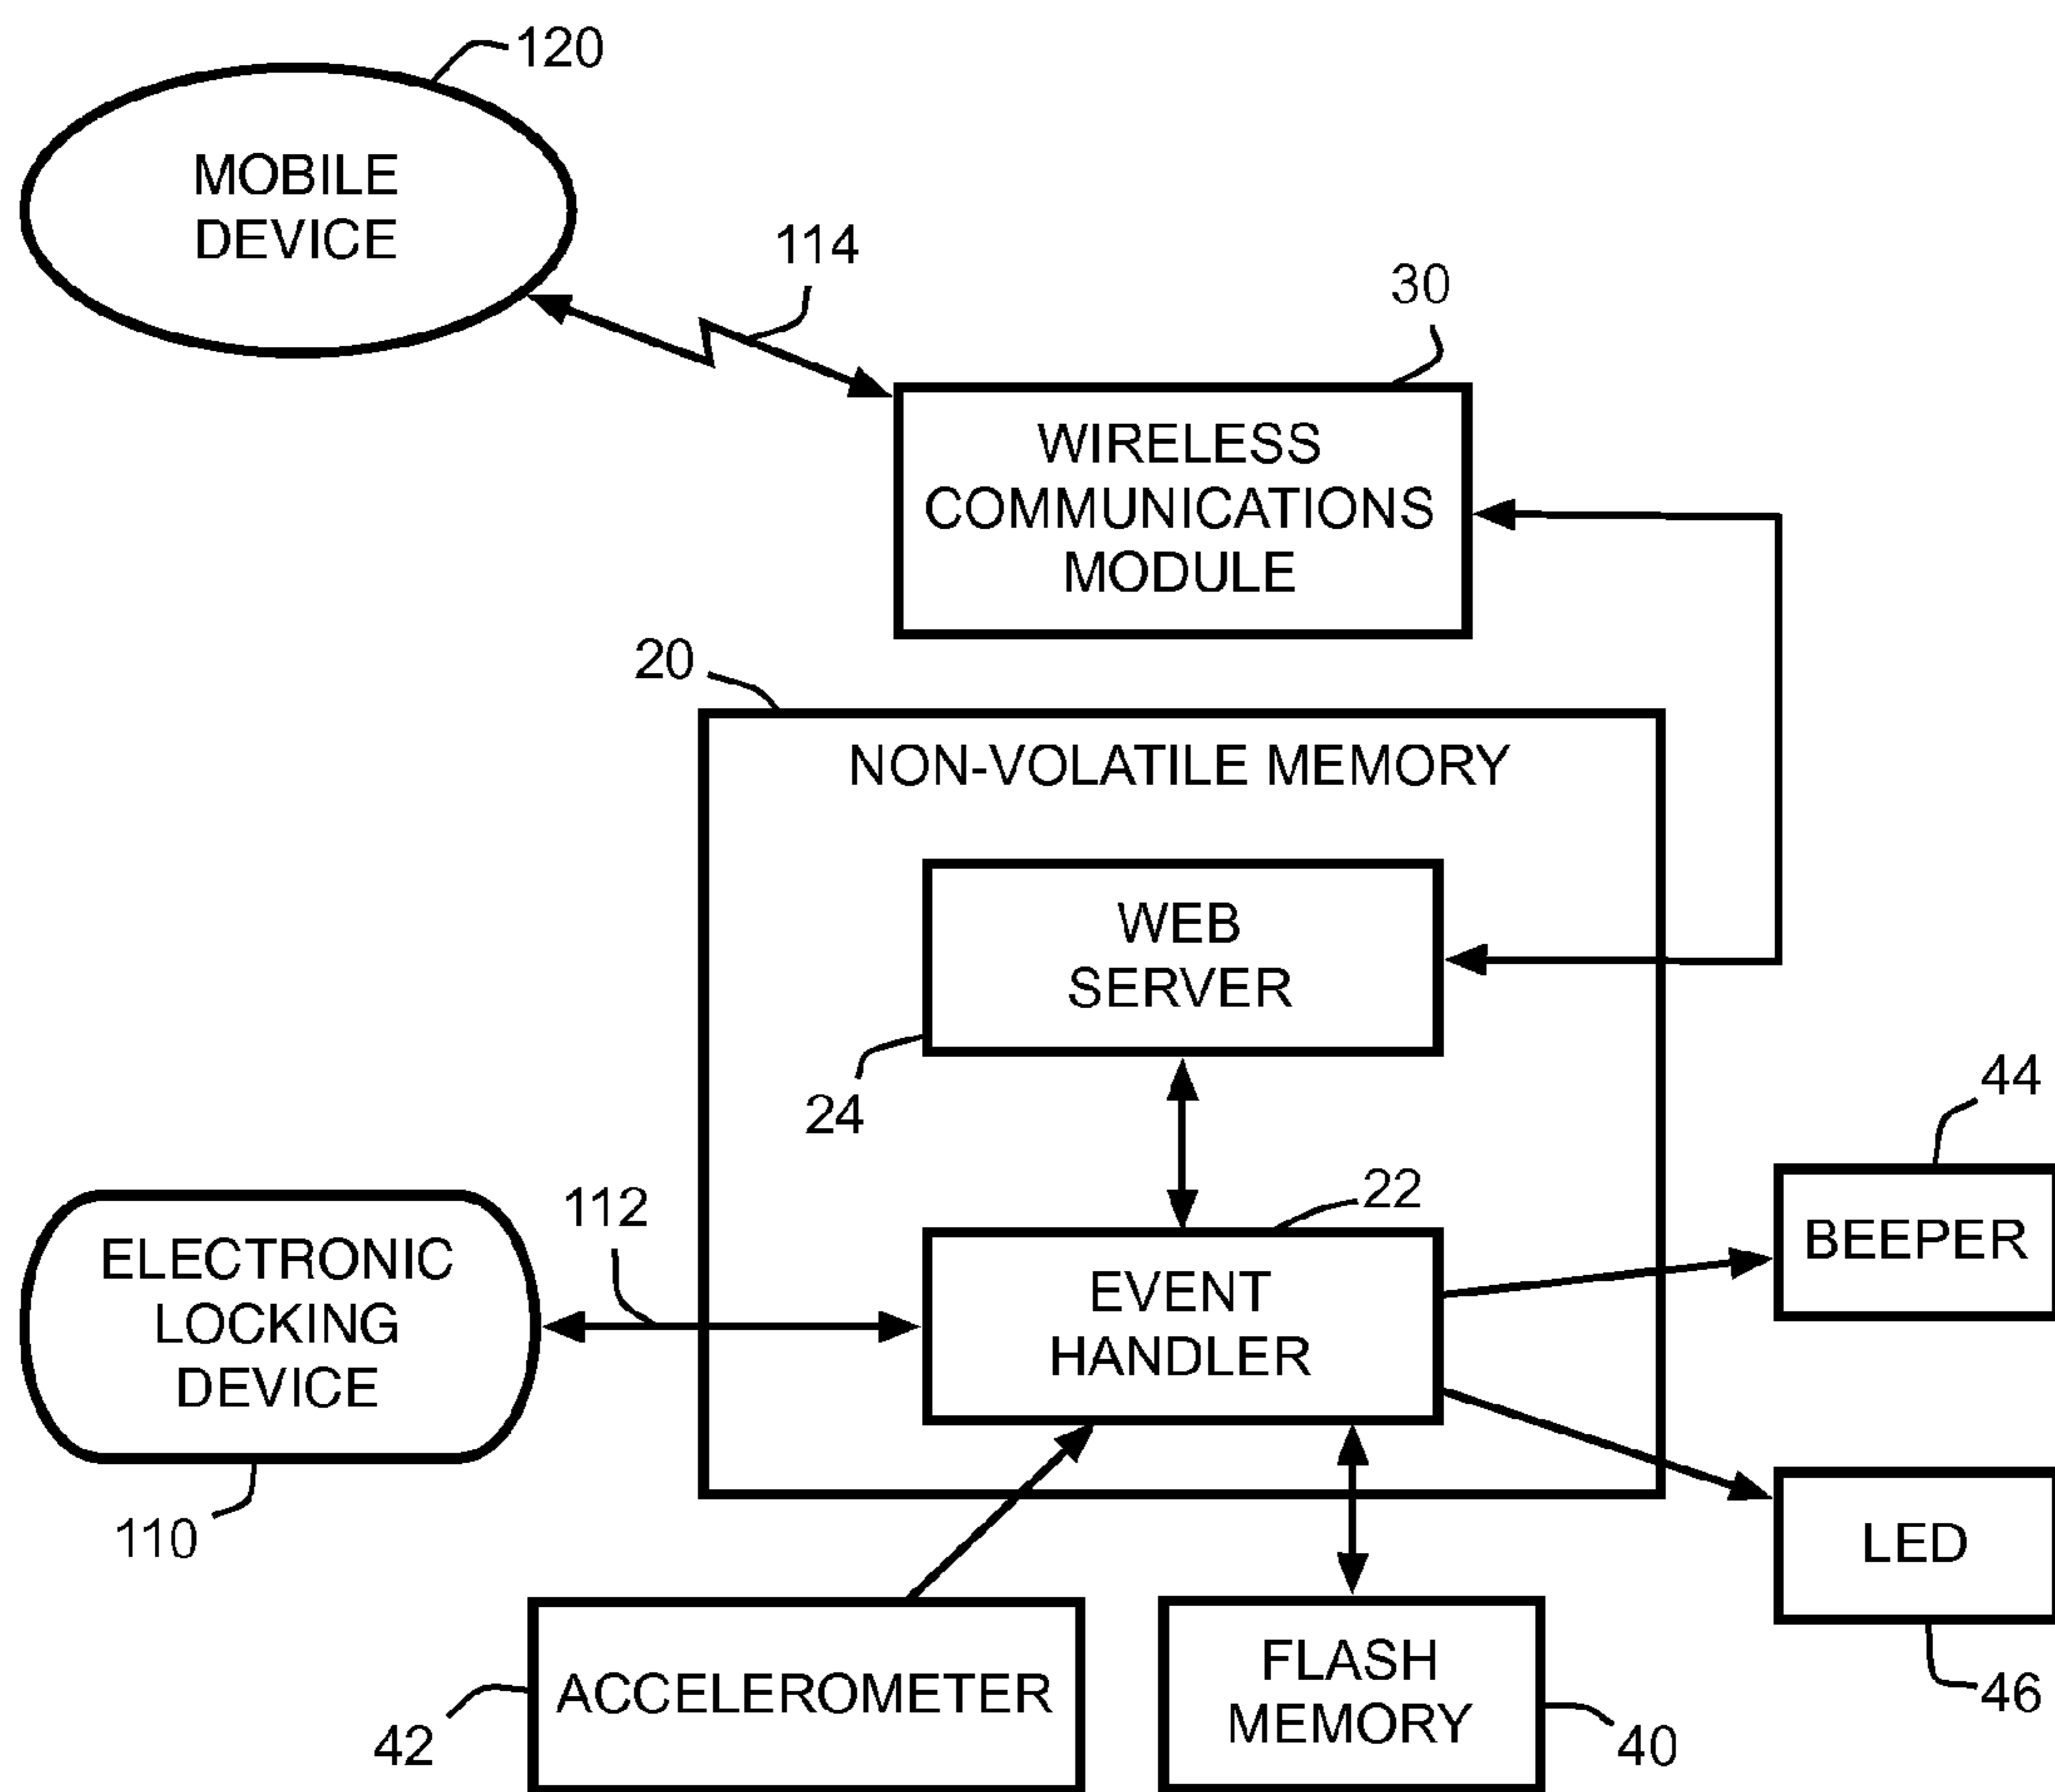 120
MOBILE
DEVICE
114
30
WIRELESS
COMMUNICATIONS
MODULE
20
NON-VOLATILE MEMORY
WEB
SERVER
24
44
BEEPER
22
EVENT
HANDLER
112
ELECTRONIC
LOCKING
DEVICE
110
LED
46
ACCELEROMETER
42
FLASH
MEMORY
40